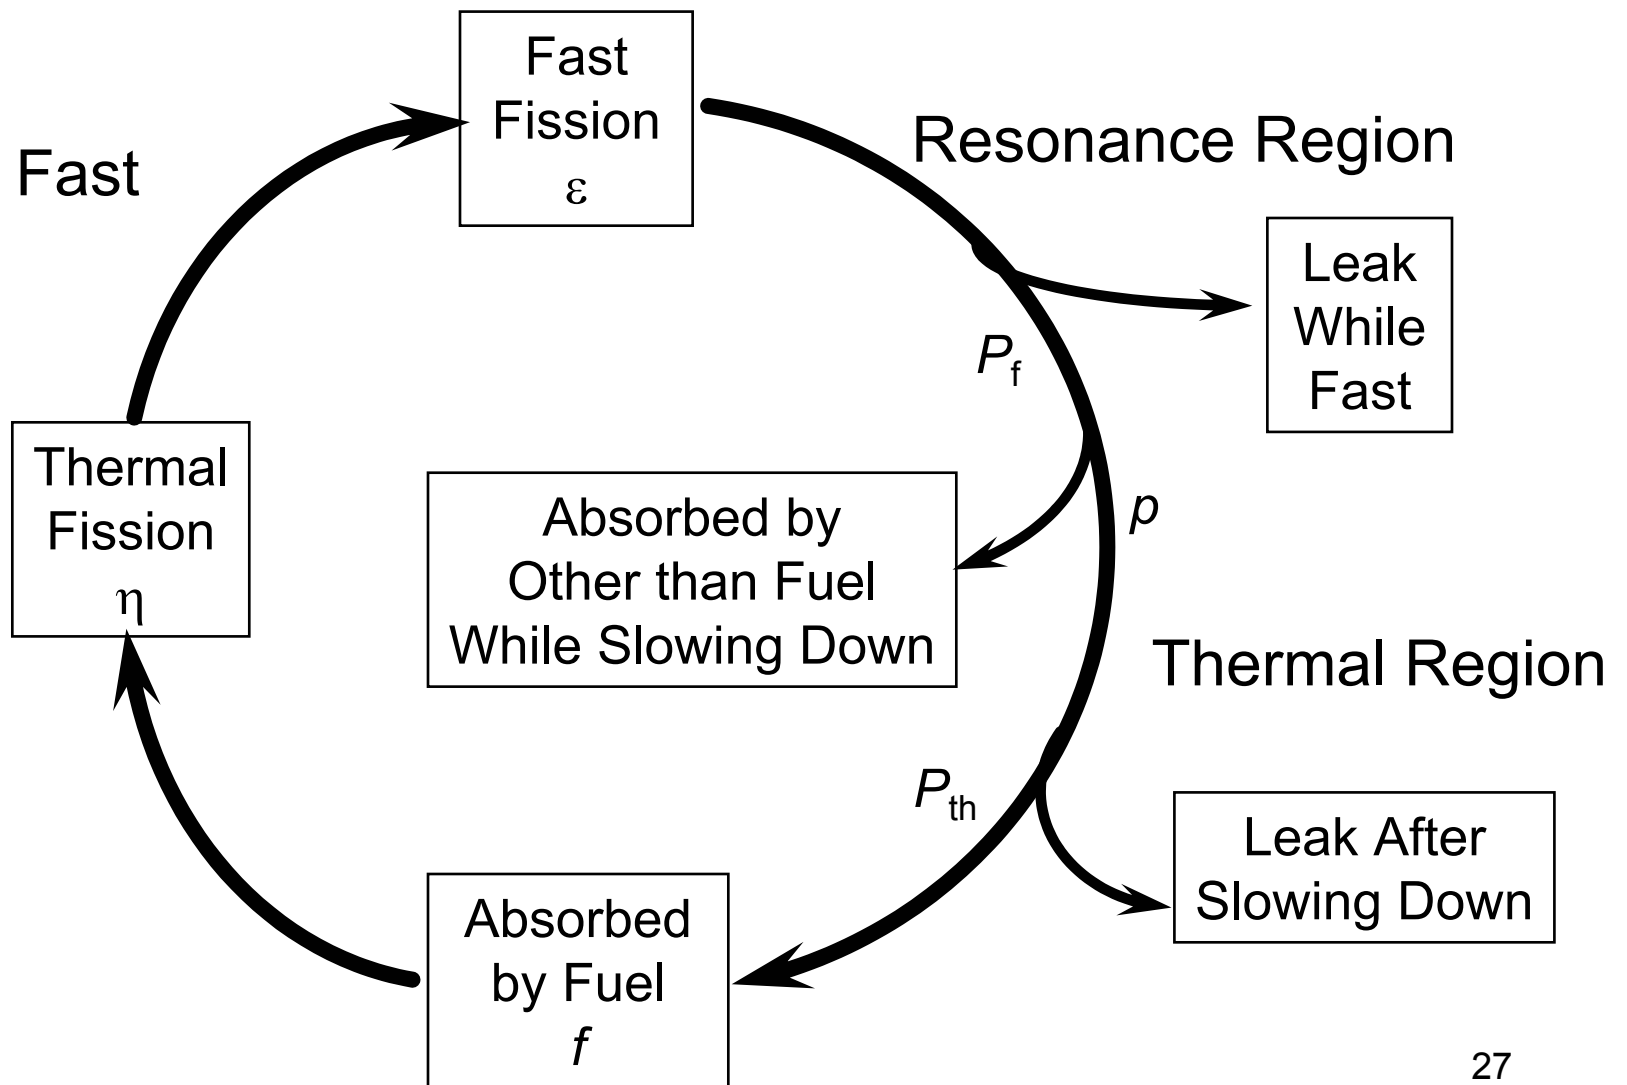 Fast
Fission
ε
Resonance Region
Fast
Leak
While
Fast
P_f
Thermal
Fission
η
Absorbed by
Other than Fuel
While Slowing Down
p
Thermal Region
P_th
Leak After
Slowing Down
Absorbed
by Fuel
f
27